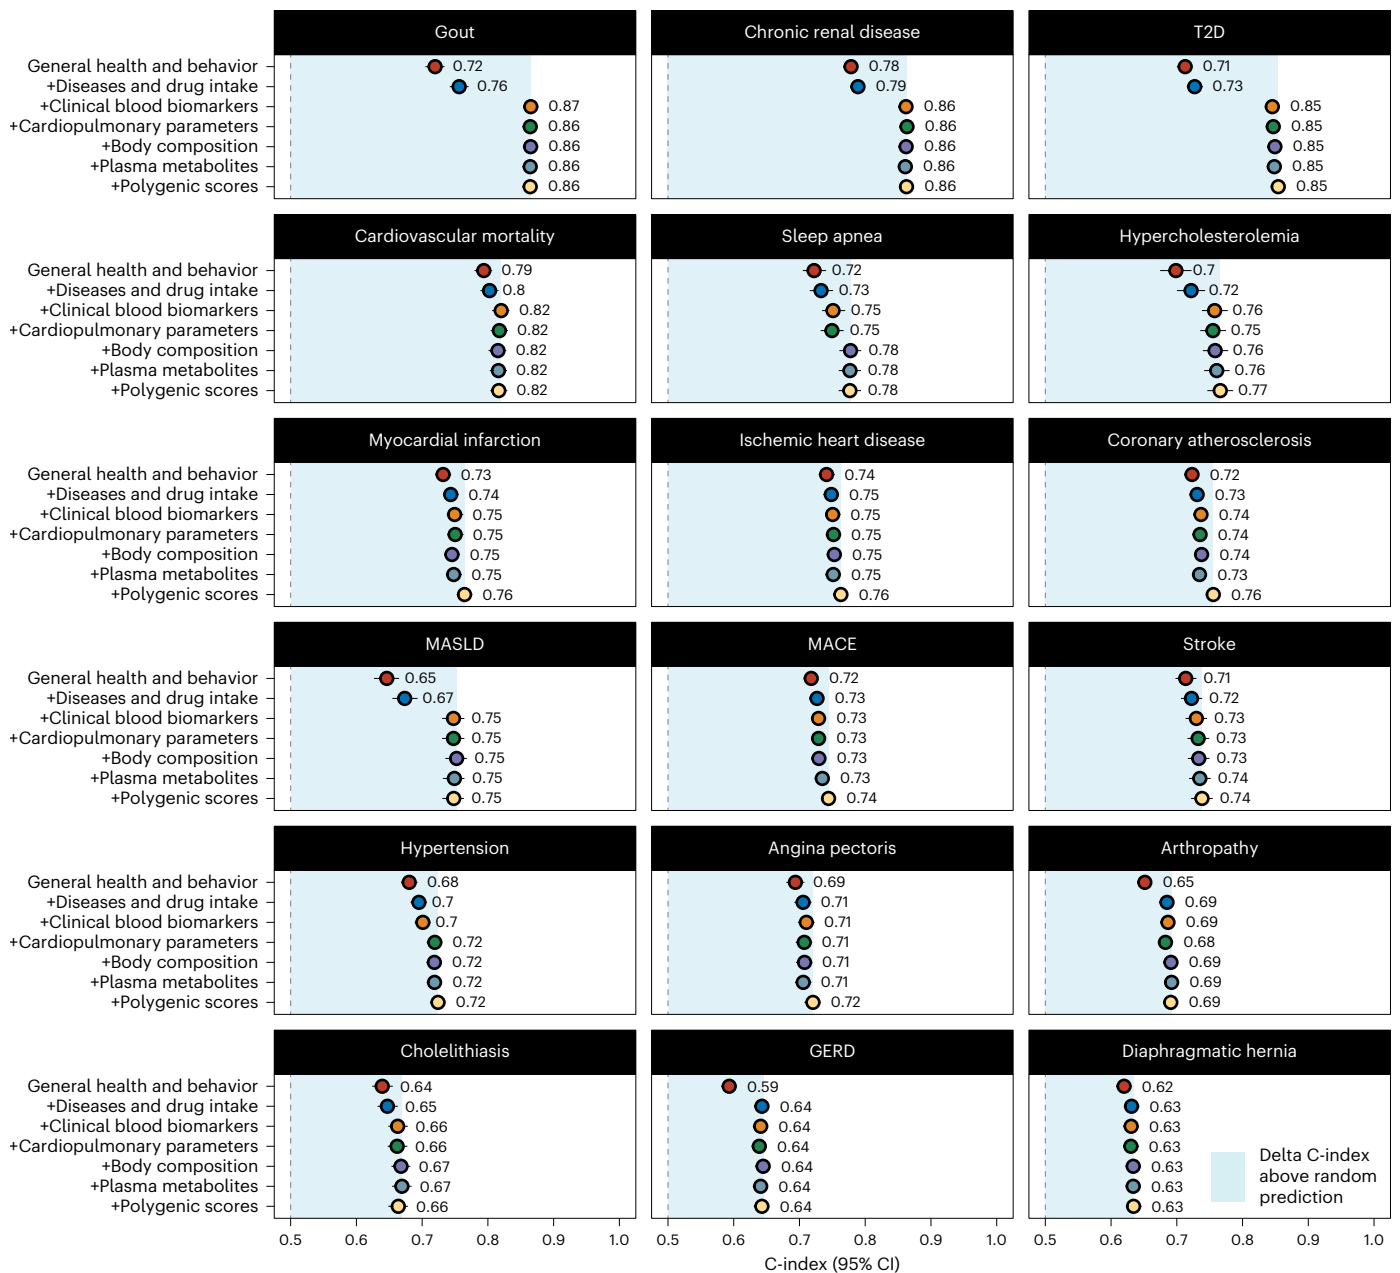 Gout
Chronic renal disease
T2D
General health and behavior
0.72
0.78
0.71
+Diseases and drug intake
0.76
0.79
0.73
+Clinical blood biomarkers
0.87
0.86
0.85
+Cardiopulmonary parameters
0.86
0.86
0.85
+Body composition
0.86
0.86
0.85
+Plasma metabolites
0.86
0.86
0.85
+Polygenic scores
0.86
0.86
0.85
Cardiovascular mortality
Sleep apnea
Hypercholesterolemia
General health and behavior
0.79
0.72
0.7
+Diseases and drug intake
0.8
0.73
0.72
+Clinical blood biomarkers
0.82
0.75
0.76
+Cardiopulmonary parameters
0.82
0.75
0.75
+Body composition
0.82
0.78
0.76
+Plasma metabolites
0.82
0.78
0.76
+Polygenic scores
0.82
0.78
0.77
Myocardial infarction
Ischemic heart disease
Coronary atherosclerosis
General health and behavior
0.73
0.74
0.72
+Diseases and drug intake
0.74
0.75
0.73
+Clinical blood biomarkers
0.75
0.75
0.74
+Cardiopulmonary parameters
0.75
0.75
0.74
+Body composition
0.75
0.75
0.74
+Plasma metabolites
0.75
0.75
0.73
+Polygenic scores
0.76
0.76
0.76
MASLD
MACE
Stroke
General health and behavior
0.65
0.72
0.71
+Diseases and drug intake
0.67
0.73
0.72
+Clinical blood biomarkers
0.75
0.73
0.73
+Cardiopulmonary parameters
0.75
0.73
0.73
+Body composition
0.75
0.73
0.73
+Plasma metabolites
0.75
0.73
0.74
+Polygenic scores
0.75
0.74
0.74
Hypertension
Angina pectoris
Arthropathy
General health and behavior
0.68
0.69
0.65
+Diseases and drug intake
0.7
0.71
0.69
+Clinical blood biomarkers
0.7
0.71
0.69
+Cardiopulmonary parameters
0.72
0.71
0.68
+Body composition
0.72
0.71
0.69
+Plasma metabolites
0.72
0.71
0.69
+Polygenic scores
0.72
0.72
0.69
Cholelithiasis
GERD
Diaphragmatic hernia
General health and behavior
0.64
0.59
0.62
+Diseases and drug intake
0.65
0.64
0.63
+Clinical blood biomarkers
0.66
0.64
0.63
+Cardiopulmonary parameters
0.66
0.64
0.63
+Body composition
0.67
0.64
0.63
+Plasma metabolites
0.67
0.64
0.63
+Polygenic scores
0.66
0.64
0.63
Delta C-index
above random
prediction
0.5 0.6 0.7 0.8 0.9 1.0
0.5 0.6 0.7 0.8 0.9 1.0
0.5 0.6 0.7 0.8 0.9 1.0
C-index (95% CI)